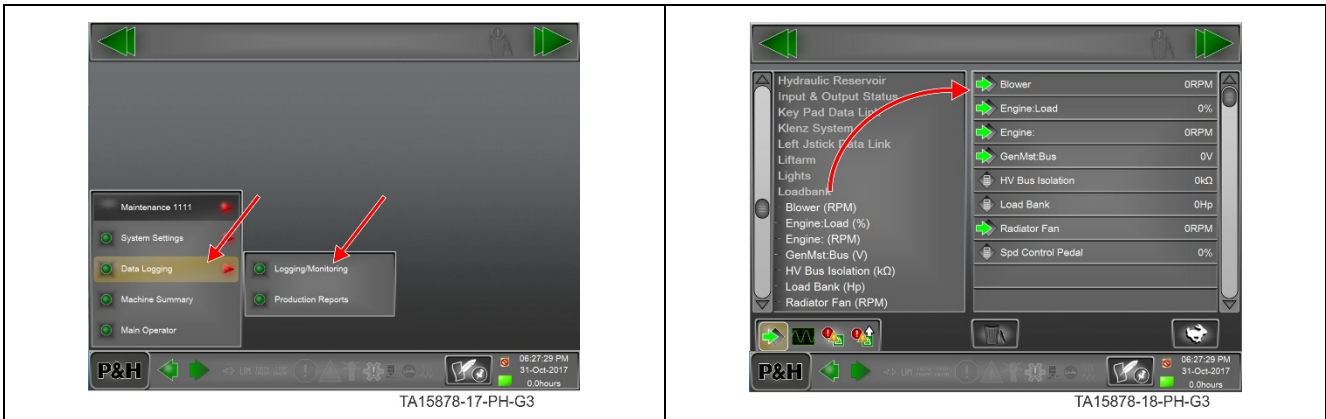 Maintenance 1111
System Settings
Data Logging
Machine Summary
Main Operator
Logging/Monitoring
Production Reports
P&H
06:27:29 PM
31-Oct-2017
0.0hours
TA15878-17-PH-G3
Hydraulic Reservoir
Input & Output Status
Key Pad Data Link
Klenz System
Left Jstick Data Link
Liftarm
Lights
Loadbank
Blower (RPM)
Engine:Load (%)
Engine: (RPM)
GenMst:Bus (V)
HV Bus Isolation (kΩ)
Load Bank (Hp)
Radiator Fan (RPM)
Blower 0RPM
Engine:Load 0%
Engine: 0RPM
GenMst:Bus 0V
HV Bus Isolation 0kΩ
Load Bank 0Hp
Radiator Fan 0RPM
Spd Control Pedal 0%
P&H
06:27:29 PM
31-Oct-2017
0.0hours
TA15878-18-PH-G3